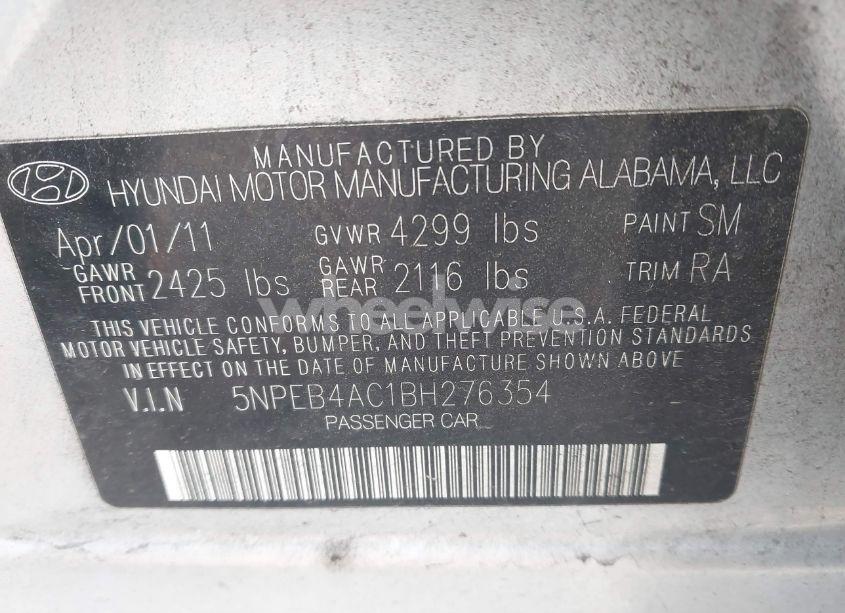 MANUFACTURED BY
HYUNDAI MOTOR MANUFACTURING ALABAMA, LLC
Apr/01/11 GVWR 4299 lbs PAINT SM
GAWR FRONT 2425 lbs GAWR REAR 2116 lbs TRIM RA
wheelwise
THIS VEHICLE CONFORMS TO ALL APPLICABLE U.S.A. FEDERAL
MOTOR VEHICLE SAFETY, BUMPER, AND THEFT PREVENTION STANDARDS
IN EFFECT ON THE DATE OF MANUFACTURE SHOWN ABOVE
V.I.N 5NPEB4AC1BH276354
PASSENGER CAR